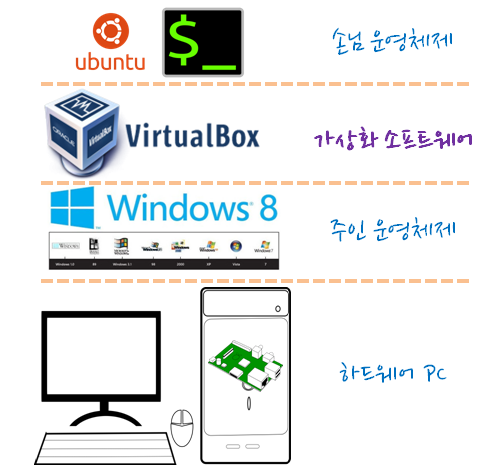 ubuntu
$_
손님 운영체제
ORACLE
VirtualBox
가상화 소프트웨어
Windows 8
주인 운영체제
Windows 1.0
Windows 3.1
98
2000
XP
Vista
7
하드웨어 PC